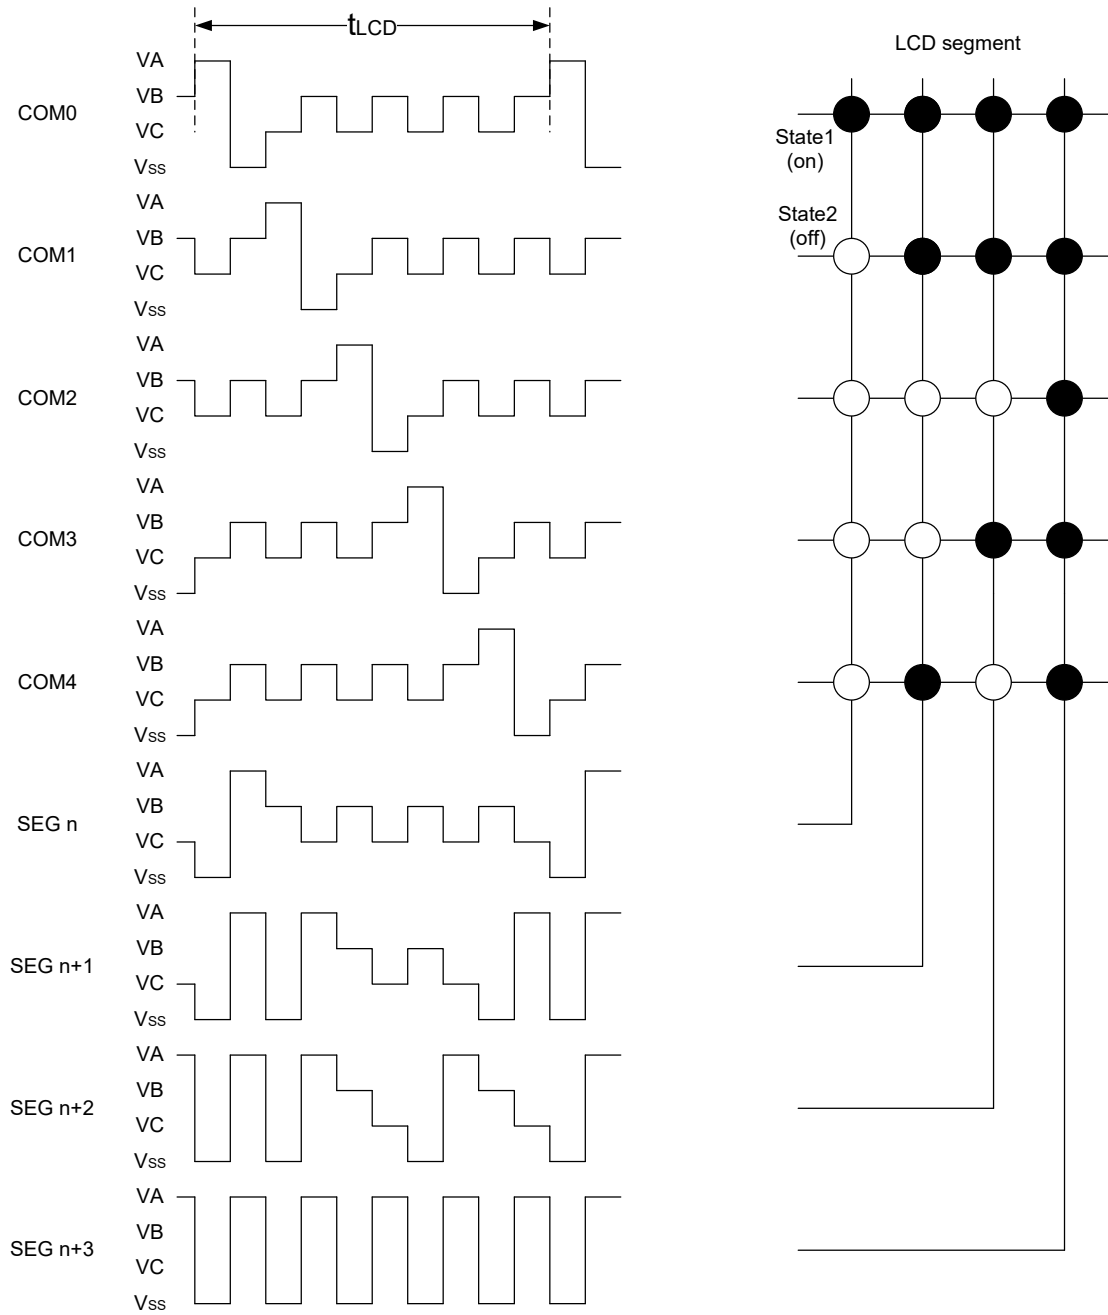 tLCD
LCD segment
COM0
VA
VB
VC
VSS
State1
(on)
COM1
VA
VB
VC
VSS
State2
(off)
COM2
VA
VB
VC
VSS
COM3
VA
VB
VC
VSS
COM4
VA
VB
VC
VSS
SEG n
VA
VB
VC
VSS
SEG n+1
VA
VB
VC
VSS
SEG n+2
VA
VB
VC
VSS
SEG n+3
VA
VB
VC
VSS